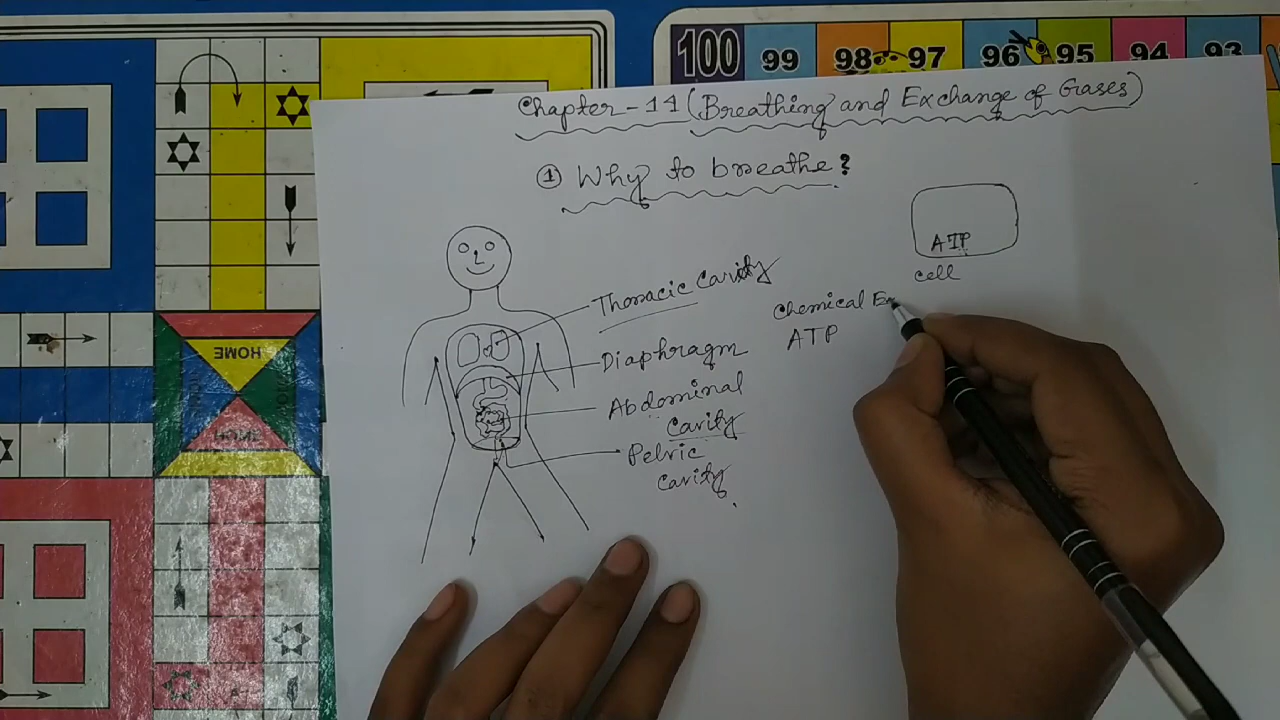 100 99 98 97 96 95 94 93
Chapter - 14 (Breathing and Exchange of Gases)
① Why to breathe?
ATP
cell
Thoracic Cavity
Chemical En
ATP
Diaphragm
Abdominal
cavity
Pelvic
cavity
HOME
HOME